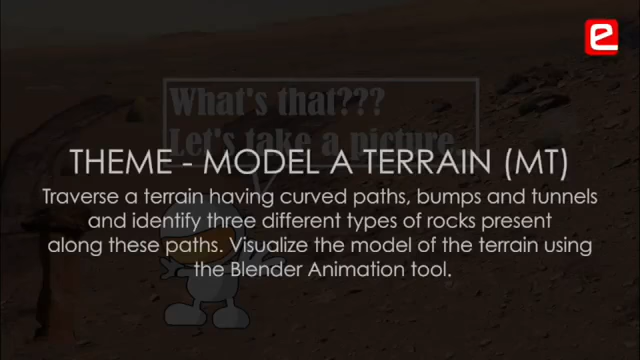 e
What's that???
Let's take a picture
THEME - MODEL A TERRAIN (MT)
Traverse a terrain having curved paths, bumps and tunnels
and identify three different types of rocks present
along these paths. Visualize the model of the terrain using
the Blender Animation tool.